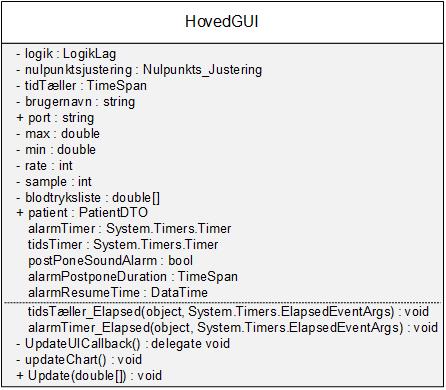 HovedGUI
- logik : LogikLag
- nulpunktsjustering : Nulpunkts_Justering
- tidTæller : TimeSpan
- brugernavn : string
+ port : string
- max : double
- min : double
- rate : int
- sample : int
- blodtryksliste : double[]
+ patient : PatientDTO
alarmTimer : System.Timers.Timer
tidsTimer : System.Timers.Timer
postPoneSoundAlarm : bool
alarmPostponeDuration : TimeSpan
alarmResumeTime : DataTime
tidsTæller_Elapsed(object, System.Timers.ElapsedEventArgs) : void
alarmTimer_Elapsed(object, System.Timers.ElapsedEventArgs) : void
- UpdateUICallback() : delegate void
- updateChart() : void
+ Update(double[]) : void